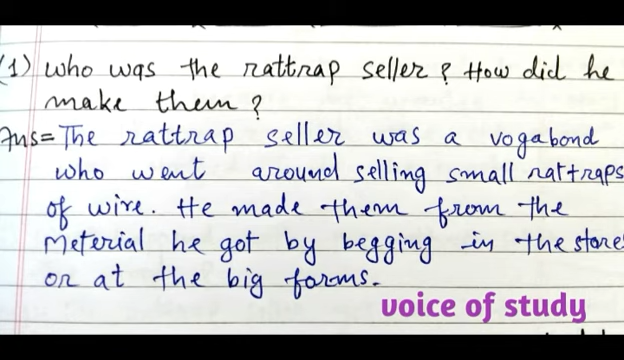 (1) who was the rattrap seller? How did he
make them?
Ans= The rattrap seller was a vogabond
who went around selling small rattraps
of wire. He made them from the
Meterial he got by begging in the store
or at the big forms.
voice of study